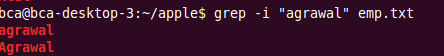 bca@bca-desktop-3:~/apple$ grep -i "agrawal" emp.txt
agrawal
Agrawal